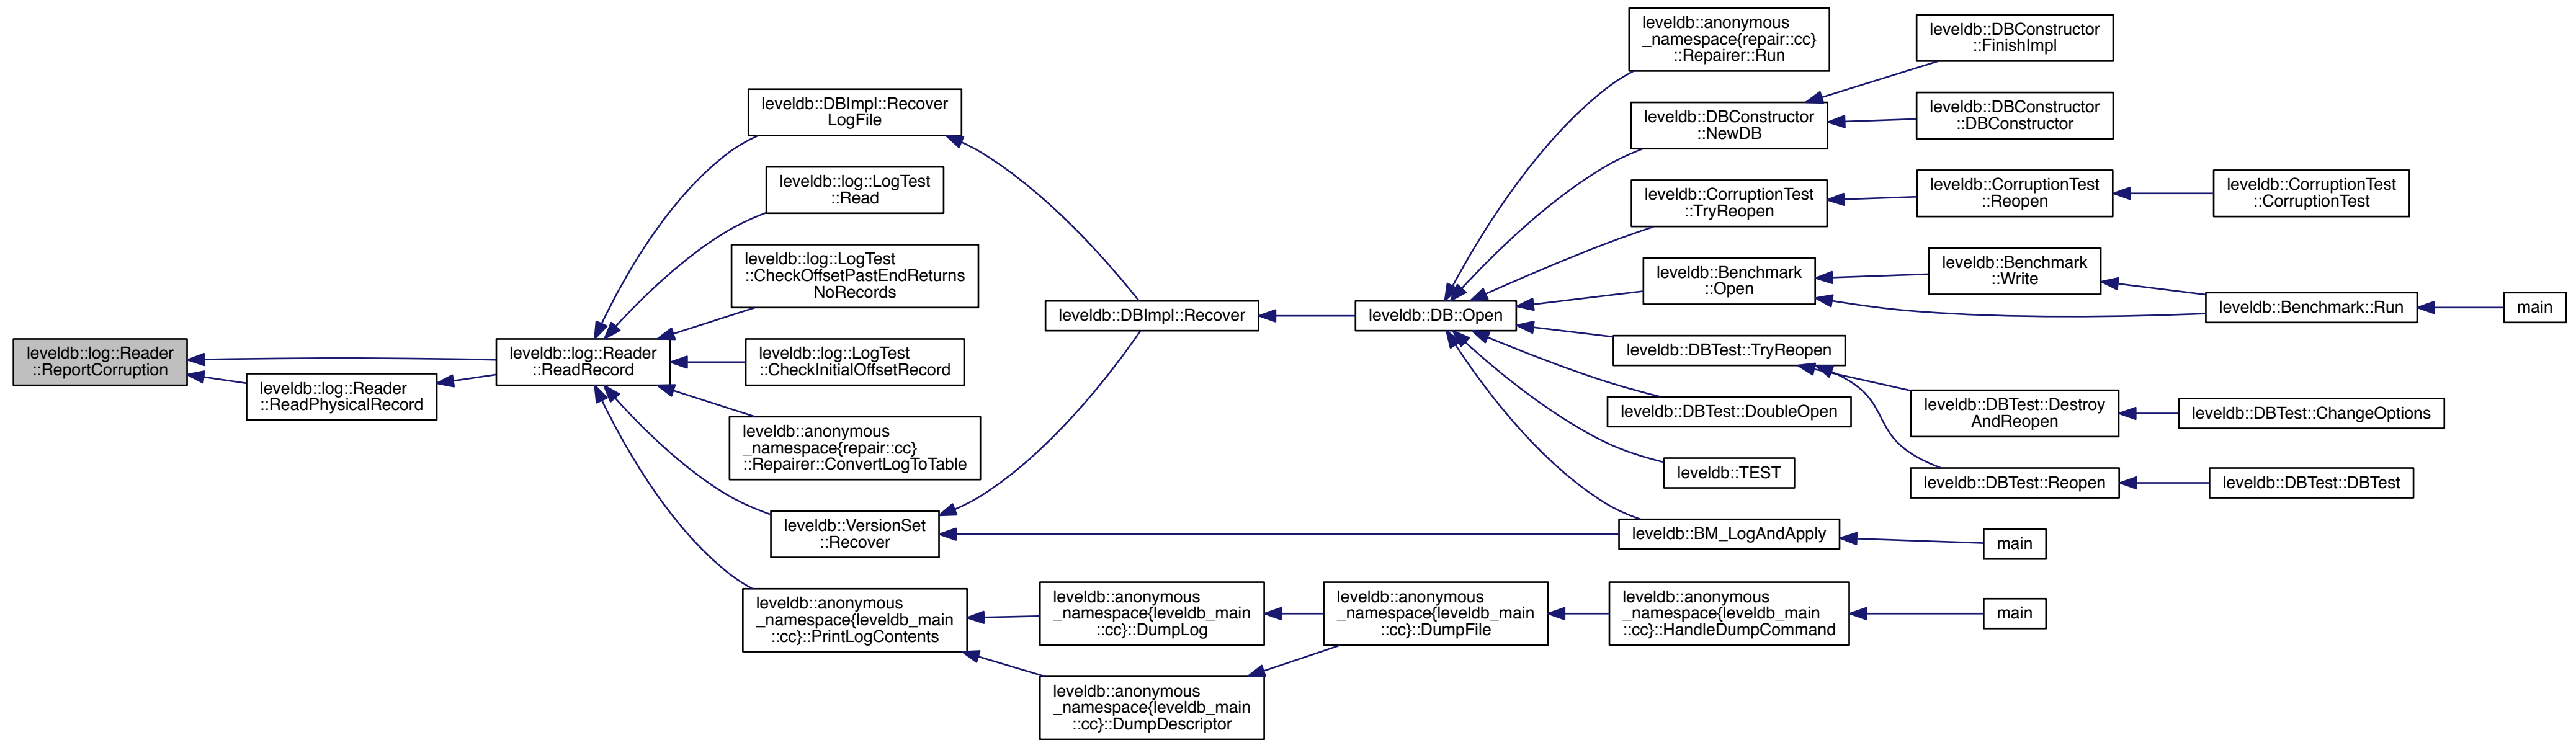 leveldb::log::Reader
::ReportCorruption
leveldb::log::Reader
::ReadPhysicalRecord
leveldb::log::Reader
::ReadRecord
leveldb::DBImpl::Recover
LogFile
leveldb::log::LogTest
::Read
leveldb::log::LogTest
::CheckOffsetPastEndReturns
NoRecords
leveldb::log::LogTest
::CheckInitialOffsetRecord
leveldb::anonymous
_namespace{repair::cc}
::Repairer::ConvertLogToTable
leveldb::VersionSet
::Recover
leveldb::anonymous
_namespace{leveldb_main
::cc}::PrintLogContents
leveldb::DBImpl::Recover
leveldb::anonymous
_namespace{leveldb_main
::cc}::DumpLog
leveldb::anonymous
_namespace{leveldb_main
::cc}::DumpDescriptor
leveldb::DB::Open
leveldb::anonymous
_namespace{leveldb_main
::cc}::DumpFile
leveldb::anonymous
_namespace{repair::cc}
::Repairer::Run
leveldb::DBConstructor
::NewDB
leveldb::CorruptionTest
::TryReopen
leveldb::Benchmark
::Open
leveldb::DBTest::TryReopen
leveldb::DBTest::DoubleOpen
leveldb::TEST
leveldb::BM_LogAndApply
leveldb::anonymous
_namespace{leveldb_main
::cc}::HandleDumpCommand
leveldb::DBConstructor
::FinishImpl
leveldb::DBConstructor
::DBConstructor
leveldb::CorruptionTest
::Reopen
leveldb::Benchmark
::Write
leveldb::DBTest::Destroy
AndReopen
leveldb::DBTest::Reopen
main
main
leveldb::CorruptionTest
::CorruptionTest
leveldb::Benchmark::Run
leveldb::DBTest::ChangeOptions
leveldb::DBTest::DBTest
main